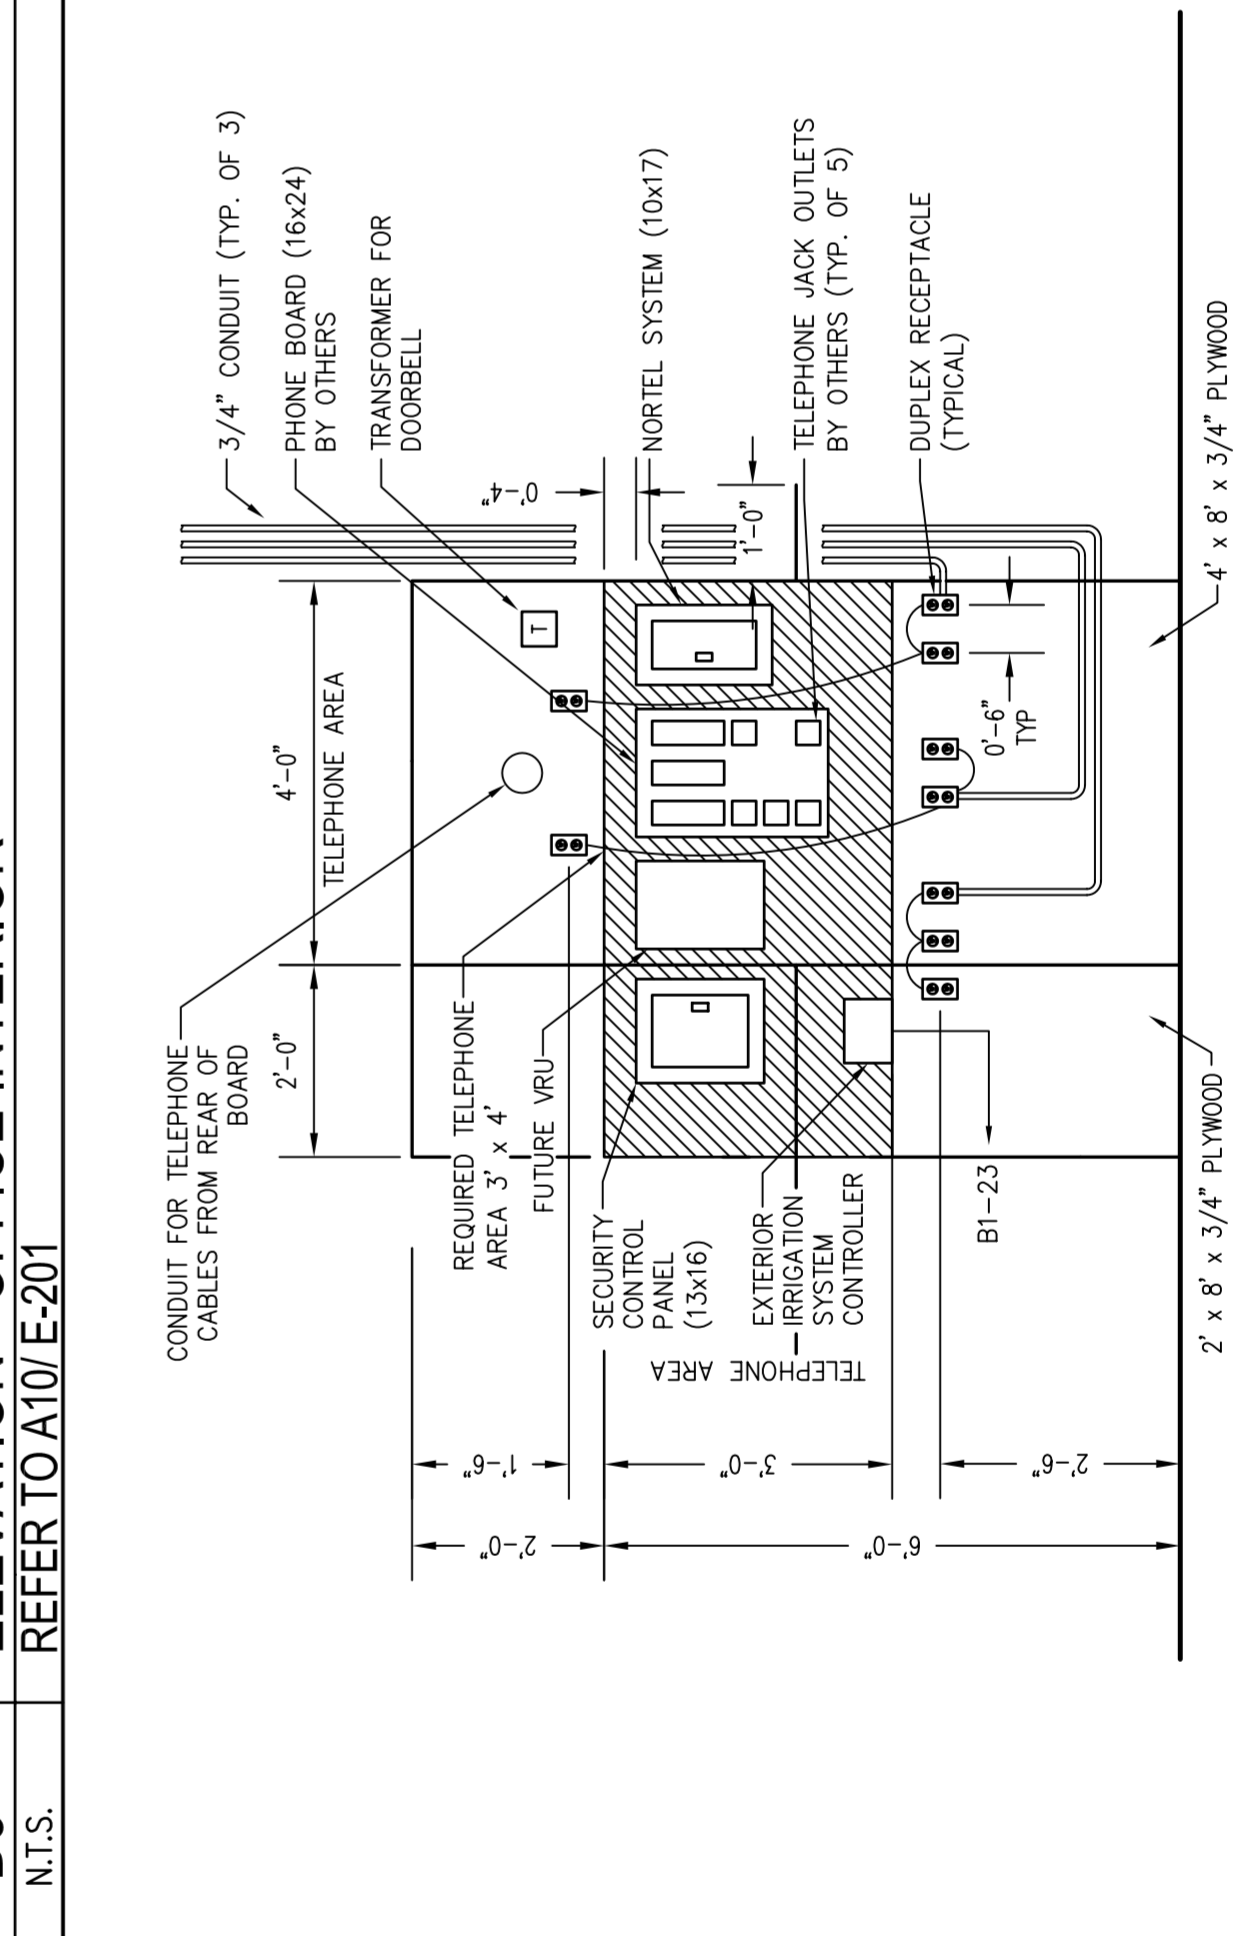 REFER TO A10/ E-201
N.T.S.
3/4" CONDUIT (TYP. OF 3)
PHONE BOARD (16x24)
BY OTHERS
TRANSFORMER FOR
DOORBELL
NORTEL SYSTEM (10x17)
TELEPHONE JACK OUTLETS
BY OTHERS (TYP. OF 5)
DUPLEX RECEPTACLE
(TYPICAL)
4' x 8' x 3/4" PLYWOOD
2' x 8' x 3/4" PLYWOOD
CONDUIT FOR TELEPHONE
CABLES FROM REAR OF
BOARD
4'-0"
TELEPHONE AREA
2'-0"
T
0'-4"
1'-0"
0'-6"
TYP
REQUIRED TELEPHONE
AREA 3' x 4'
FUTURE VRU
SECURITY
CONTROL
PANEL
(13x16)
EXTERIOR
IRRIGATION
SYSTEM
CONTROLLER
B1-23
TELEPHONE AREA
1'-6"
3'-0"
2'-6"
2'-0"
6'-0"